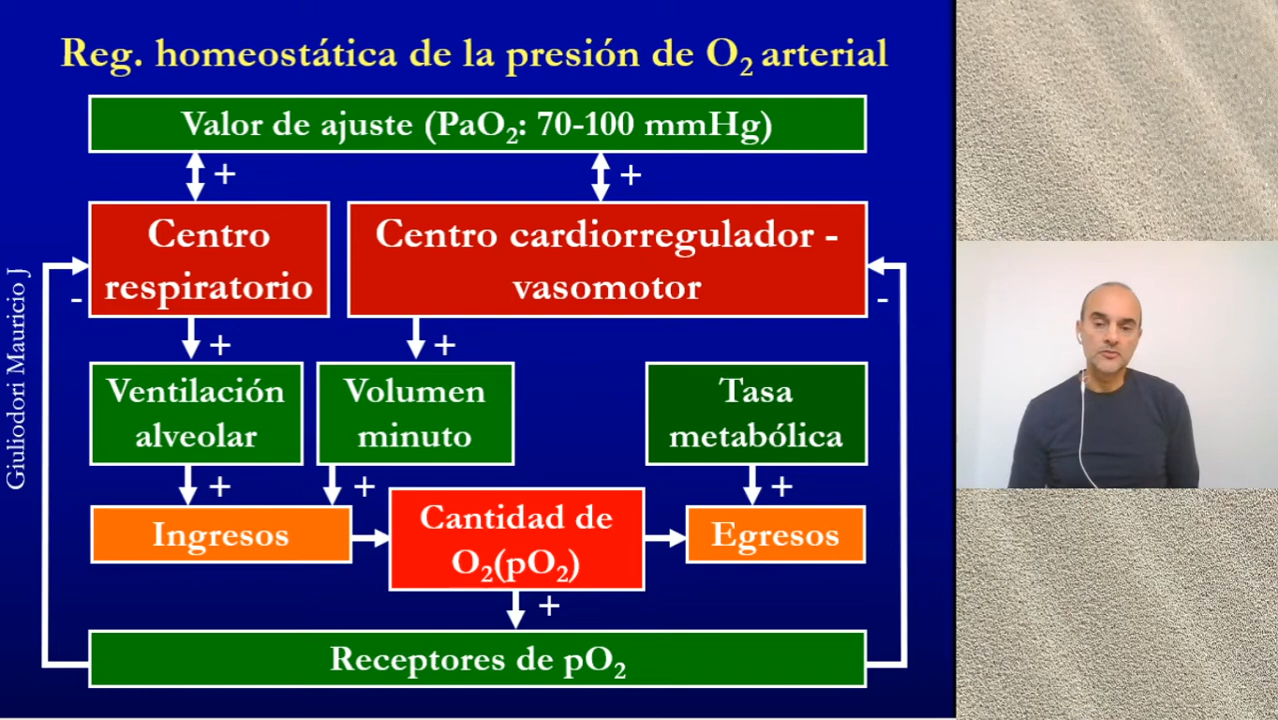 Reg. homeostática de la presión de O₂ arterial
Valor de ajuste (PaO₂: 70-100 mmHg)
+
+
Centro
respiratorio
Centro cardiorregulador -
vasomotor
-
-
+
+
Ventilación
alveolar
Volumen
minuto
Tasa
metabólica
+
+
+
Ingresos
Cantidad de
O₂(pO₂)
Egresos
+
Receptores de pO₂
Giuliodori Mauricio J